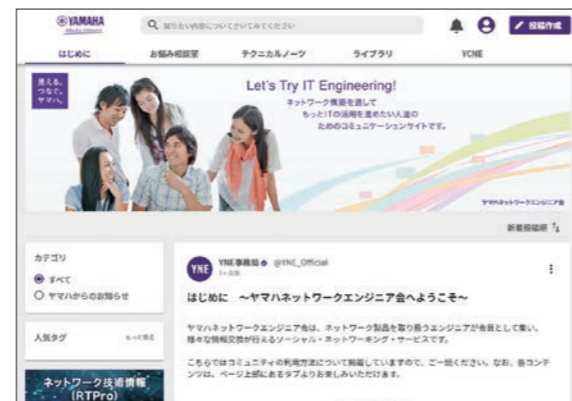 YAMAHA
知りたい内容についてきいてみてください
投稿作成
はじめに
お悩み相談室
テクニカルノーツ
ライブラリ
YCNE
見える。
つなぐ。
ヤマハ。
Let's Try IT Engineering!
ネットワーク構築を通して
もっとITの活用を進めたい人達の
ためのコミュニケーションサイトです。
ヤマハネットワークエンジニア会
新着投稿順
カテゴリ
すべて
ヤマハからのお知らせ
人気タグ
もっと見る
ネットワーク技術情報
(RTPro)
YNE
YNE事務局 @YNE_Official
はじめに ～ヤマハネットワークエンジニア会へようこそ～
ヤマハネットワークエンジニア会は、ネットワーク製品を取り扱うエンジニアが会員として集い、
様々な情報交換が行えるソーシャル・ネットワーキング・サービスです。
こちらではコミュニティの利用方法について掲載していますので、ご一読ください。なお、各コンテ
ンツは、ページ上部にあるタブよりお楽しみいただけます。